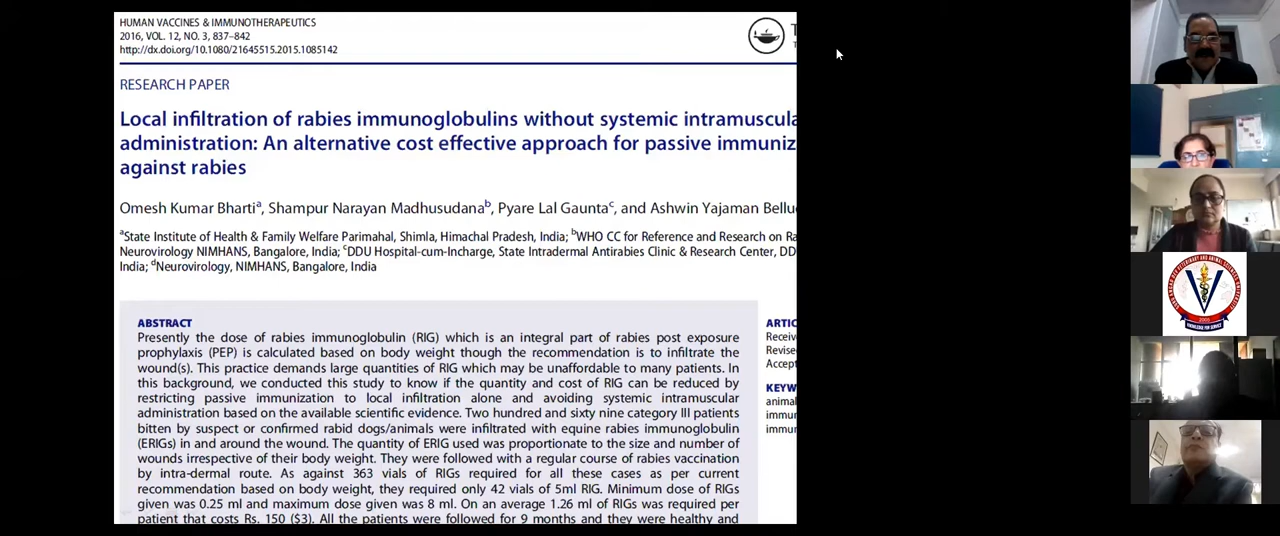 HUMAN VACCINES & IMMUNOTHERAPEUTICS
2016, VOL. 12, NO. 3, 837–842
http://dx.doi.org/10.1080/21645515.2015.1085142
RESEARCH PAPER
Local infiltration of rabies immunoglobulins without systemic intramuscula
administration: An alternative cost effective approach for passive immuniz
against rabies
Omesh Kumar Bhartiᵃ, Shampur Narayan Madhusudanaᵇ, Pyare Lal Gauntaᶜ, and Ashwin Yajaman Bellu
ᵃState Institute of Health & Family Welfare Parimahal, Shimla, Himachal Pradesh, India; ᵇWHO CC for Reference and Research on Ra
Neurovirology NIMHANS, Bangalore, India; ᶜDDU Hospital-cum-Incharge, State Intradermal Antirabies Clinic & Research Center, DD
India; ᵈNeurovirology, NIMHANS, Bangalore, India
ABSTRACT
Presently the dose of rabies immunoglobulin (RIG) which is an integral part of rabies post exposure
prophylaxis (PEP) is calculated based on body weight though the recommendation is to infiltrate the
wound(s). This practice demands large quantities of RIG which may be unaffordable to many patients. In
this background, we conducted this study to know if the quantity and cost of RIG can be reduced by
restricting passive immunization to local infiltration alone and avoiding systemic intramuscular
administration based on the available scientific evidence. Two hundred and sixty nine category III patients
bitten by suspect or confirmed rabid dogs/animals were infiltrated with equine rabies immunoglobulin
(ERIGs) in and around the wound. The quantity of ERIG used was proportionate to the size and number of
wounds irrespective of their body weight. They were followed with a regular course of rabies vaccination
by intra-dermal route. As against 363 vials of RIGs required for all these cases as per current
recommendation based on body weight, they required only 42 vials of 5ml RIG. Minimum dose of RIGs
given was 0.25 ml and maximum dose given was 8 ml. On an average 1.26 ml of RIGs was required per
patient that costs Rs. 150 ($3). All the patients were followed for 9 months and they were healthy and
ARTIC
Receive
Revised
Accept
KEYW
animal
immun
immun